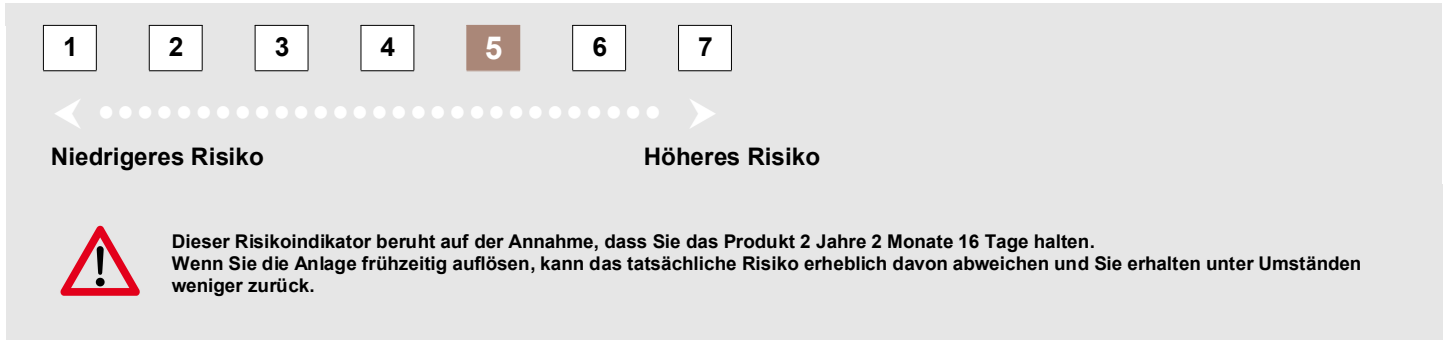 1 2 3 4 5 6 7
Niedrigeres Risiko Höheres Risiko
Dieser Risikoindikator beruht auf der Annahme, dass Sie das Produkt 2 Jahre 2 Monate 16 Tage halten.
Wenn Sie die Anlage frühzeitig auflösen, kann das tatsächliche Risiko erheblich davon abweichen und Sie erhalten unter Umständen
weniger zurück.